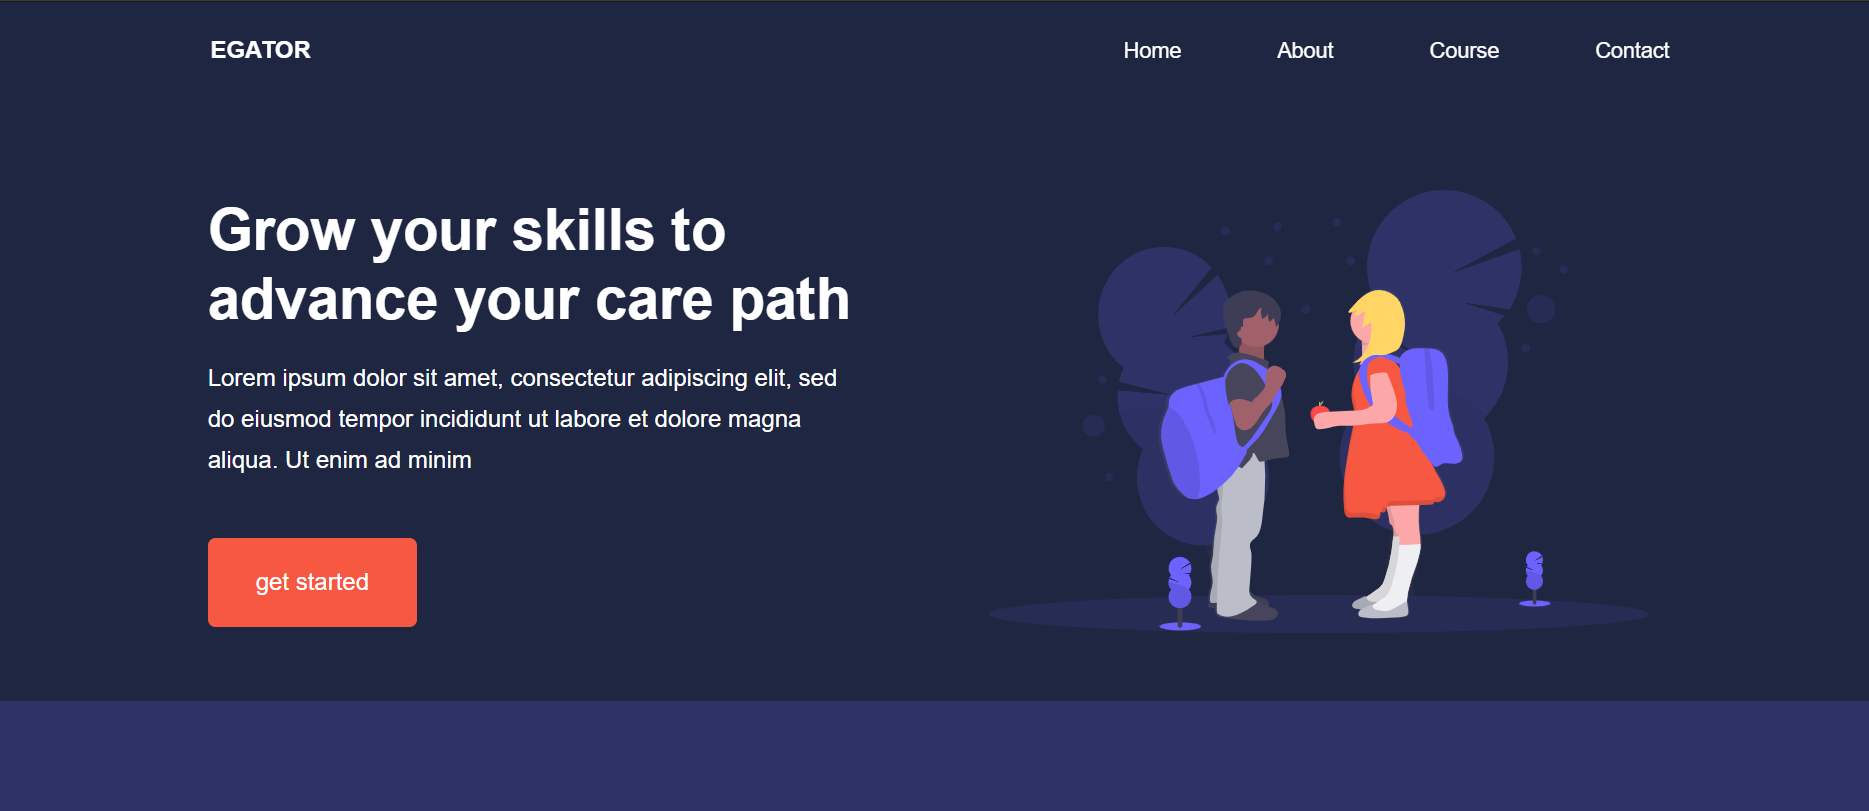 EGATOR
Home About Course Contact
Grow your skills to
advance your care path
Lorem ipsum dolor sit amet, consectetur adipiscing elit, sed
do eiusmod tempor incididunt ut labore et dolore magna
aliqua. Ut enim ad minim
get started